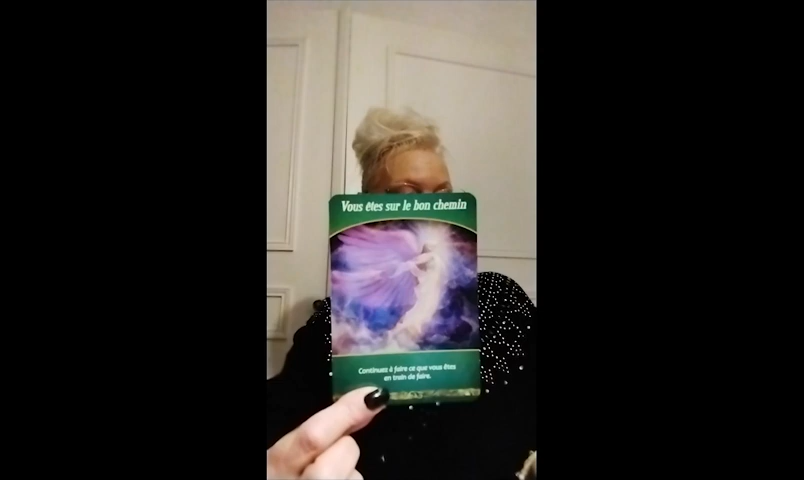 Vous êtes sur le bon chemin
Continuez à faire ce que vous êtes
en train de faire.